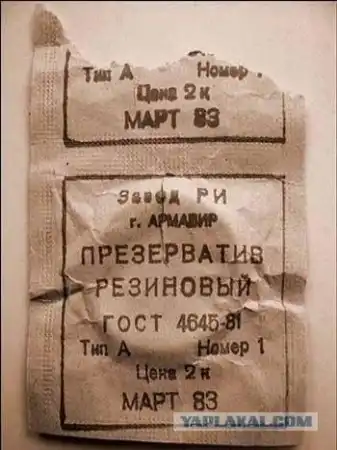 Тип А Номер 1
Цена 2 к
МАРТ 83
Завод РИ
г. АРМАВИР
ПРЕЗЕРВАТИВ
РЕЗИНОВЫЙ
ГОСТ 4645-81
Тип А Номер 1
Цена 2 к
МАРТ 83
YAPLAKAL.COM